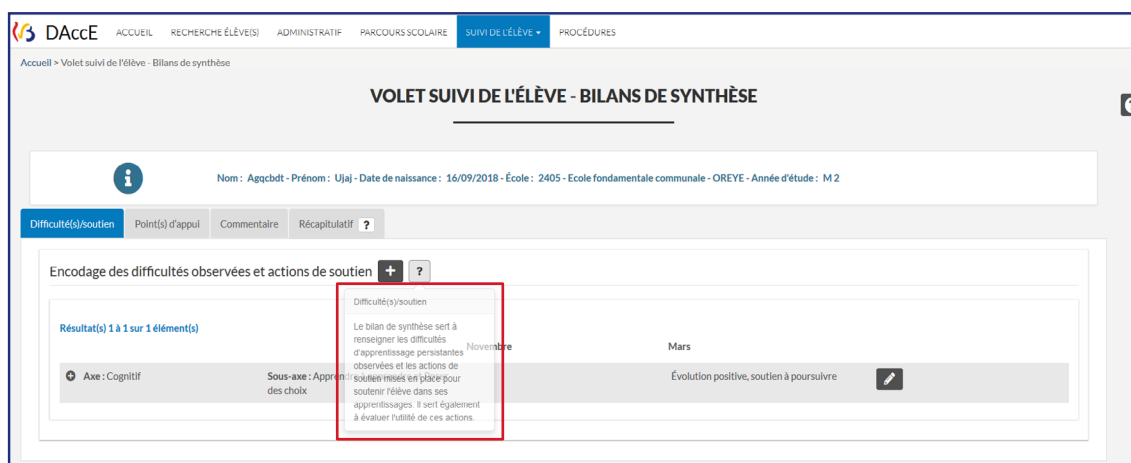 DAccE ACCUEIL RECHERCHE ÉLÈVE(S) ADMINISTRATIF PARCOURS SCOLAIRE SUIVI DE L'ÉLÈVE PROCÉDURES
Accueil > Volet suivi de l'élève - Bilans de synthèse
VOLET SUIVI DE L'ÉLÈVE - BILANS DE SYNTHÈSE
Nom : Agqcbdt - Prénom : Ujaj - Date de naissance : 16/09/2018 - École : 2405 - Ecole fondamentale communale - OREYE - Année d'étude : M 2
Difficulté(s)/soutien Point(s) d'appui Commentaire Récapitulatif ?
Encodage des difficultés observées et actions de soutien + ?
Difficulté(s)/soutien
Le bilan de synthèse sert à
renseigner les difficultés
d'apprentissage persistantes
observées et les actions de
soutien mises en place pour
soutenir l'élève dans ses
apprentissages. Il sert également
à évaluer l'utilité de ces actions.
Résultat(s) 1 à 1 sur 1 élément(s)
Novembre Mars
Axe : Cognitif Sous-axe : Apprendre
des choix
Évolution positive, soutien à poursuivre